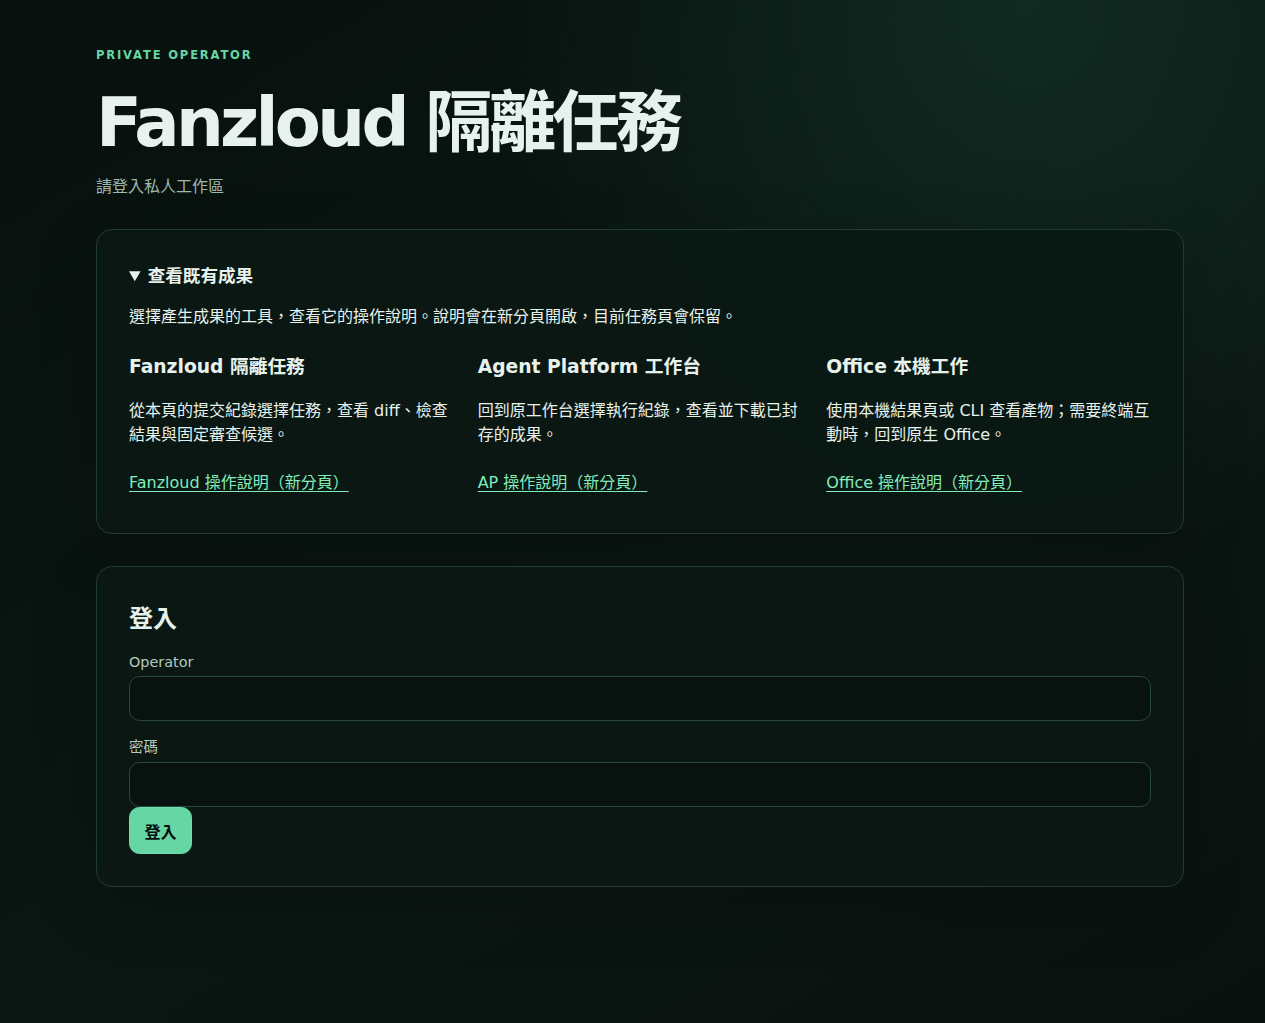 PRIVATE OPERATOR
Fanzloud 隔離任務
請登入私人工作區
▼ 查看既有成果
選擇產生成果的工具，查看它的操作說明。說明會在新分頁開啟，目前任務頁會保留。
Fanzloud 隔離任務
從本頁的提交紀錄選擇任務，查看 diff、檢查
結果與固定審查候選。
Fanzloud 操作說明（新分頁）
Agent Platform 工作台
回到原工作台選擇執行紀錄，查看並下載已封
存的成果。
AP 操作說明（新分頁）
Office 本機工作
使用本機結果頁或 CLI 查看產物；需要終端互
動時，回到原生 Office。
Office 操作說明（新分頁）
登入
Operator
密碼
登入